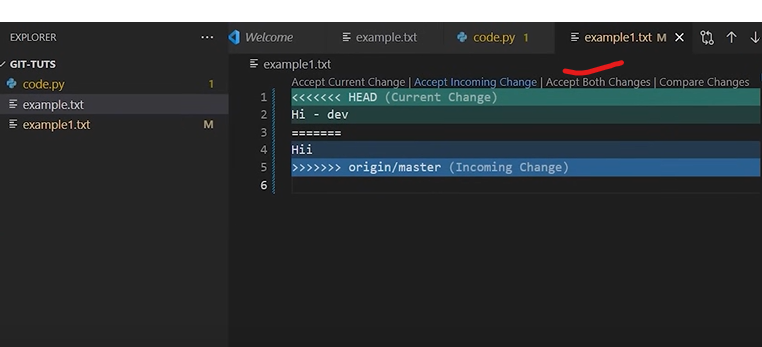 EXPLORER ...
Welcome example.txt code.py 1 example1.txt M
GIT-TUTS
code.py 1
example.txt
example1.txt M
example1.txt
Accept Current Change | Accept Incoming Change | Accept Both Changes | Compare Changes
1 <<<<<<< HEAD (Current Change)
2 Hi - dev
3 =======
4 Hii
5 >>>>>>> origin/master (Incoming Change)
6